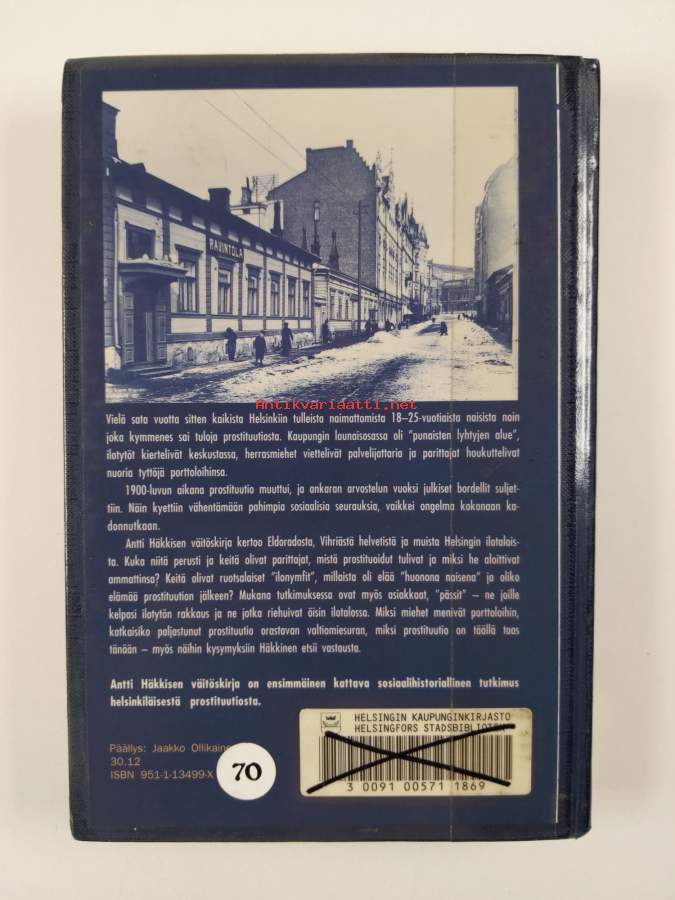 RAVINTOLA
Antikvariaatti.net
Vielä sata vuotta sitten kaikista Helsinkiin tulleista naimattomista 18–25-vuotiaista naisista noin
joka kymmenes sai tuloja prostituutiosta. Kaupungin lounaisosassa oli "punaisten lyhtyjen alue",
ilotytöt kiertelivät keskustassa, herrasmiehet viettelivät palvelijattaria ja parittajat houkuttelivat
nuoria tyttöjä porttoloihinsa.
1900-luvun aikana prostituutio muuttui, ja ankaran arvostelun vuoksi julkiset bordellit suljet-
tiin. Näin kyettiin vähentämään pahimpia sosiaalisia seurauksia, vaikkei ongelma kokonaan ka-
donnutkaan.
Antti Häkkisen väitöskirja kertoo Eldoradosta, Vihriästä helvetistä ja muista Helsingin ilotalois-
ta. Kuka niitä perusti ja keitä olivat parittajat, mistä prostituoidut tulivat ja miksi he aloittivat
ammattinsa? Keitä olivat ruotsalaiset "ilonymfit", millaista oli elää "huonona naisena" ja oliko
elämää prostituution jälkeen? Mukana tutkimuksessa ovat myös asiakkaat, "pässit" – ne joille
kelpasi ilotytön rakkaus ja ne jotka riehuivat öisin ilotalossa. Miksi miehet menivät porttoloihin,
katkaisiko paljastunut prostituutio orastavan valtiomiesuran, miksi prostituutio on täällä taas
tänään – myös näihin kysymyksiin Häkkinen etsii vastausta.
Antti Häkkisen väitöskirja on ensimmäinen kattava sosiaalihistoriallinen tutkimus
helsinkiläisestä prostituutiosta.
Päällys: Jaakko Ollikaine
30.12
ISBN 951-1-13499-X
70
HELSINGIN KAUPUNGINKIRJASTO
HELSINGFORS STADSBIBLIOTEK
3 0091 00571 1869